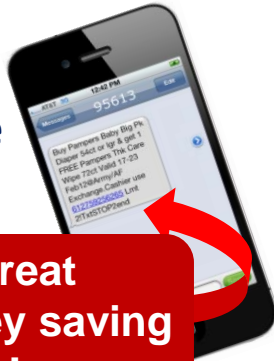 AT&T
12:42 PM
Messages
95613
Edit
Buy Pampers Baby Big Pk
Diaper 54ct or lgr & get 1
FREE Pampers Thk Care
Wipe 72ct Valid 17-23
Feb12@Army/AF
Exchange.Cashier use
612759256265 Lmt
2!TxtSTOP2end
reat
ey saving